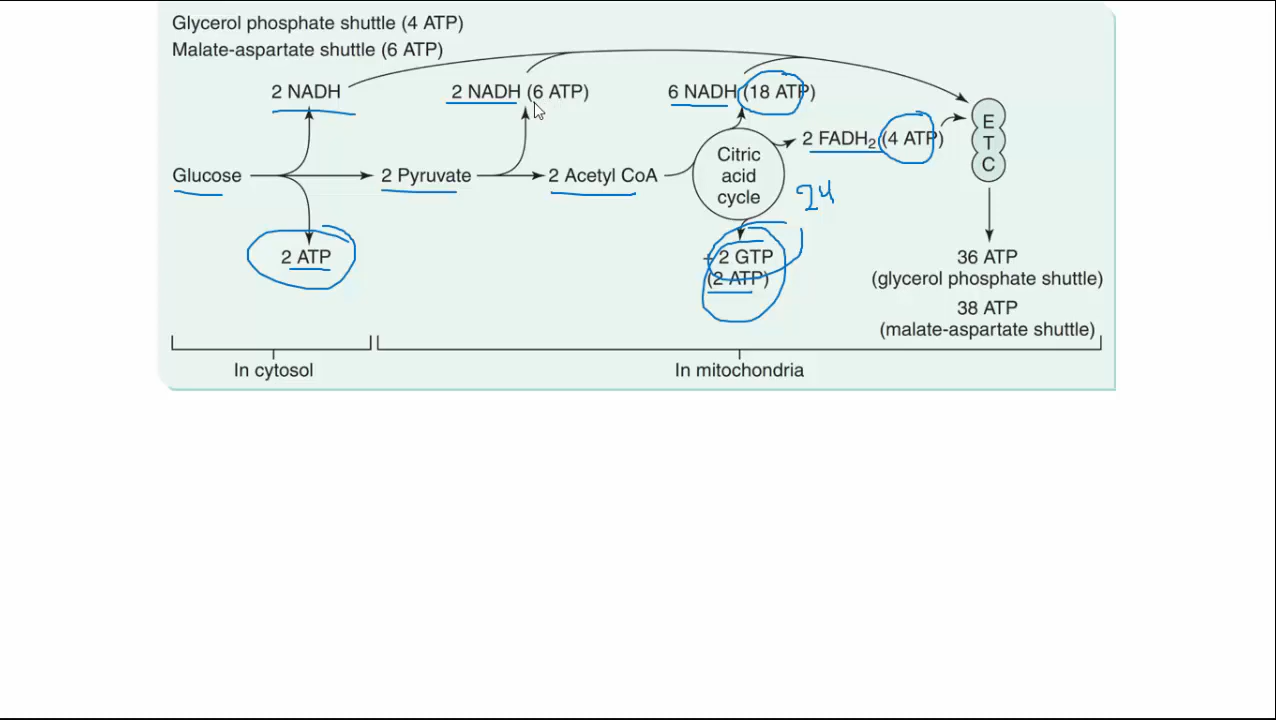 Glycerol phosphate shuttle (4 ATP)
Malate-aspartate shuttle (6 ATP)
2 NADH
2 NADH (6 ATP)
6 NADH (18 ATP)
2 FADH₂ (4 ATP)
E
T
C
Glucose
2 Pyruvate
2 Acetyl CoA
Citric
acid
cycle
24
2 ATP
2 GTP
(2 ATP)
36 ATP
(glycerol phosphate shuttle)
38 ATP
(malate-aspartate shuttle)
In cytosol
In mitochondria